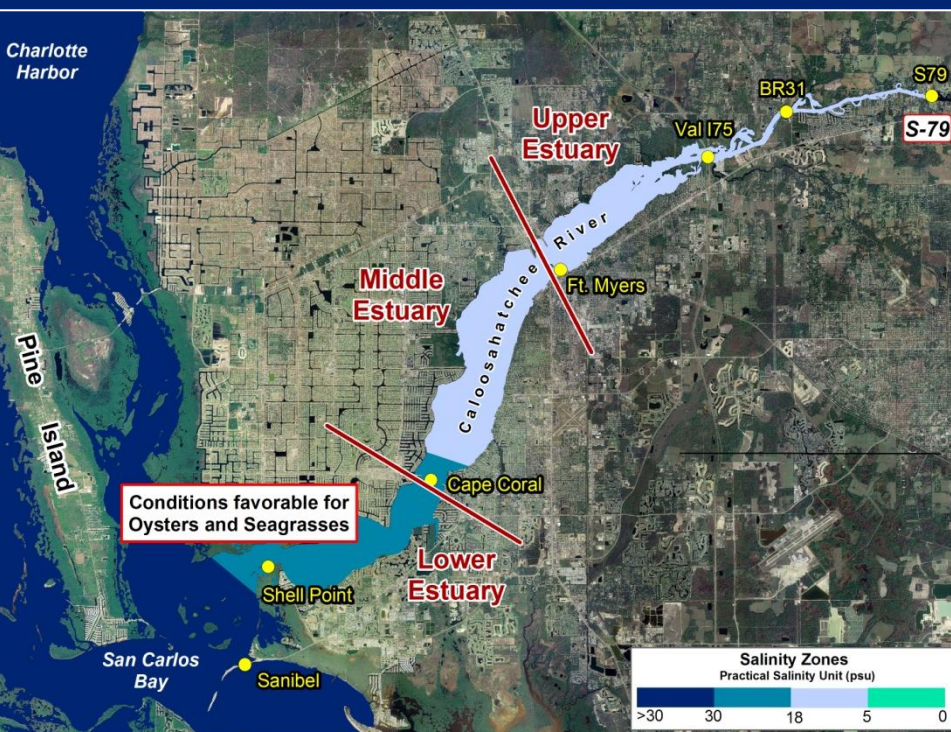 Charlotte
Harbor
S79
BR31
S-79
Upper
Estuary
Val I75
Caloosahatchee River
Ft. Myers
Middle
Estuary
Pine
Island
Cape Coral
Conditions favorable for
Oysters and Seagrasses
Lower
Estuary
Shell Point
San Carlos
Bay
Sanibel
Salinity Zones
Practical Salinity Unit (psu)
>30 30 18 5 0